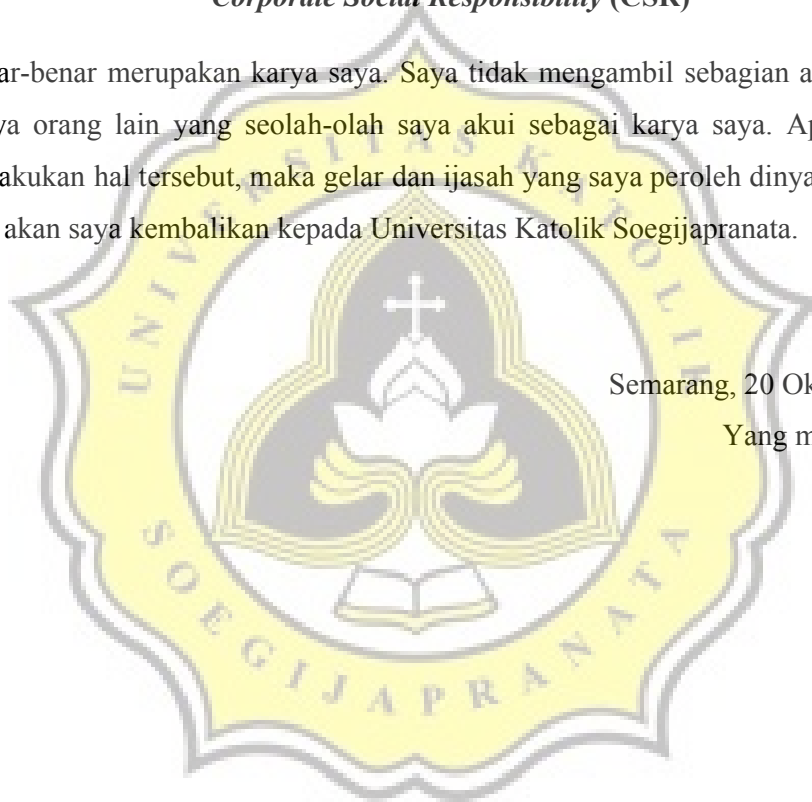 Corporate Social Responsibility (CSR)
ar-benar merupakan karya saya. Saya tidak mengambil sebagian a
ya orang lain yang seolah-olah saya akui sebagai karya saya. Ap
akukan hal tersebut, maka gelar dan ijasah yang saya peroleh dinya
akan saya kembalikan kepada Universitas Katolik Soegijapranata.
Semarang, 20 Ok
Yang m
UNIVERSITAS KATOLIK
SOEGIJAPRANATA